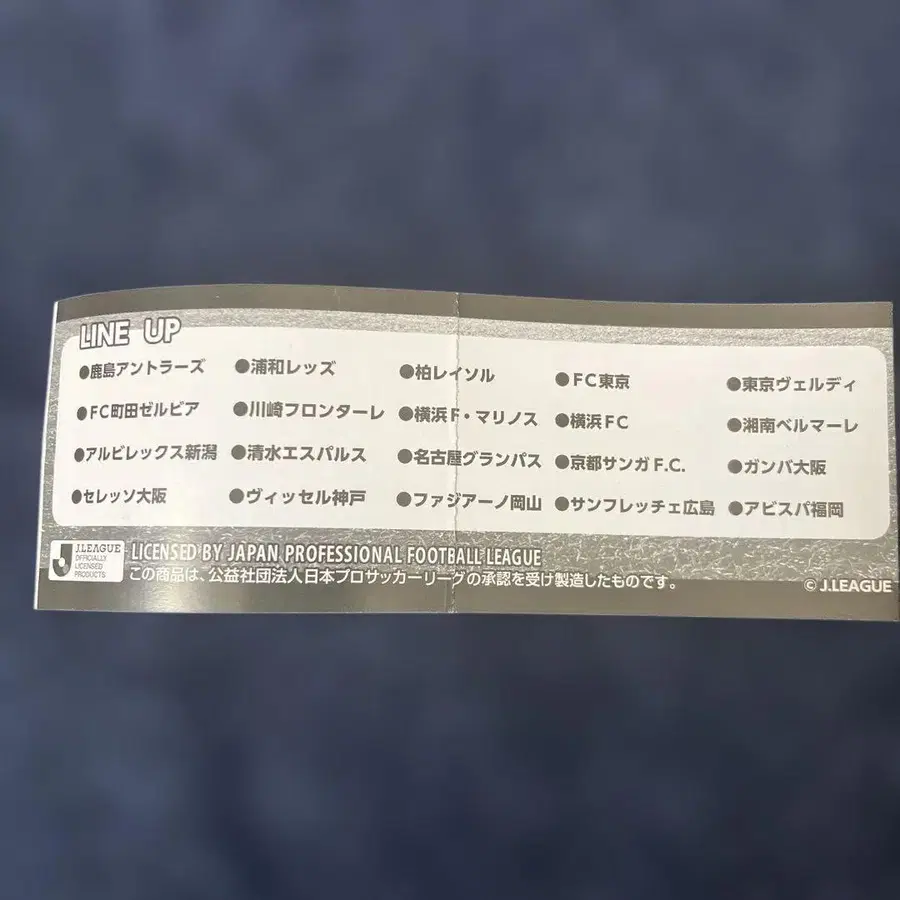 LINE UP
●鹿島アントラーズ ●浦和レッズ ●柏レイソル ●FC東京 ●東京ヴェルディ
●FC町田ゼルビア ●川崎フロンターレ ●横浜F・マリノス ●横浜FC ●湘南ベルマーレ
●アルビレックス新潟 ●清水エスパルス ●名古屋グランパス ●京都サンガF.C. ●ガンバ大阪
●セレッソ大阪 ●ヴィッセル神戸 ●ファジアーノ岡山 ●サンフレッチェ広島 ●アビスパ福岡
J.LEAGUE
OFFICIALLY
LICENSED
PRODUCTS
LICENSED BY JAPAN PROFESSIONAL FOOTBALL LEAGUE
この商品は、公益社団法人日本プロサッカーリーグの承認を受け製造したものです。
© J.LEAGUE